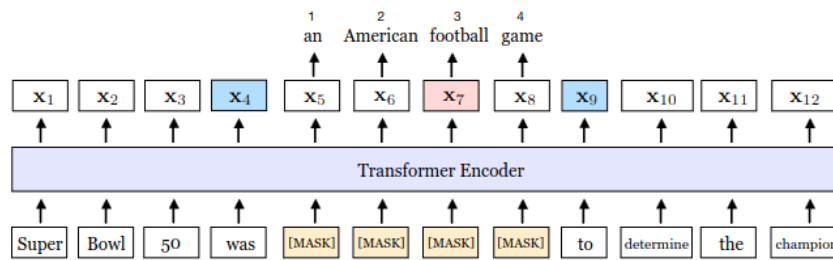 1 2 3 4
an American football game
x1 x2 x3 x4 x5 x6 x7 x8 x9 x10 x11 x12
Transformer Encoder
Super Bowl 50 was [MASK] [MASK] [MASK] [MASK] to determine the champion